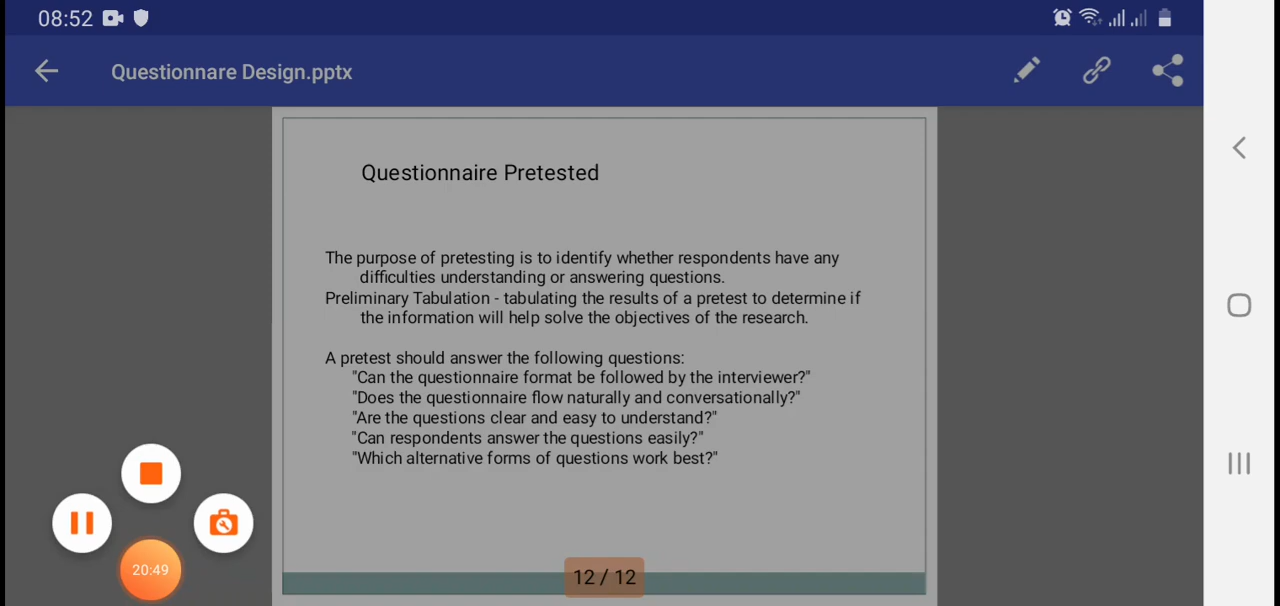 08:52
Questionnare Design.pptx
Questionnaire Pretested
The purpose of pretesting is to identify whether respondents have any
difficulties understanding or answering questions.
Preliminary Tabulation - tabulating the results of a pretest to determine if
the information will help solve the objectives of the research.
A pretest should answer the following questions:
"Can the questionnaire format be followed by the interviewer?"
"Does the questionnaire flow naturally and conversationally?"
"Are the questions clear and easy to understand?"
"Can respondents answer the questions easily?"
"Which alternative forms of questions work best?"
20:49
12 / 12